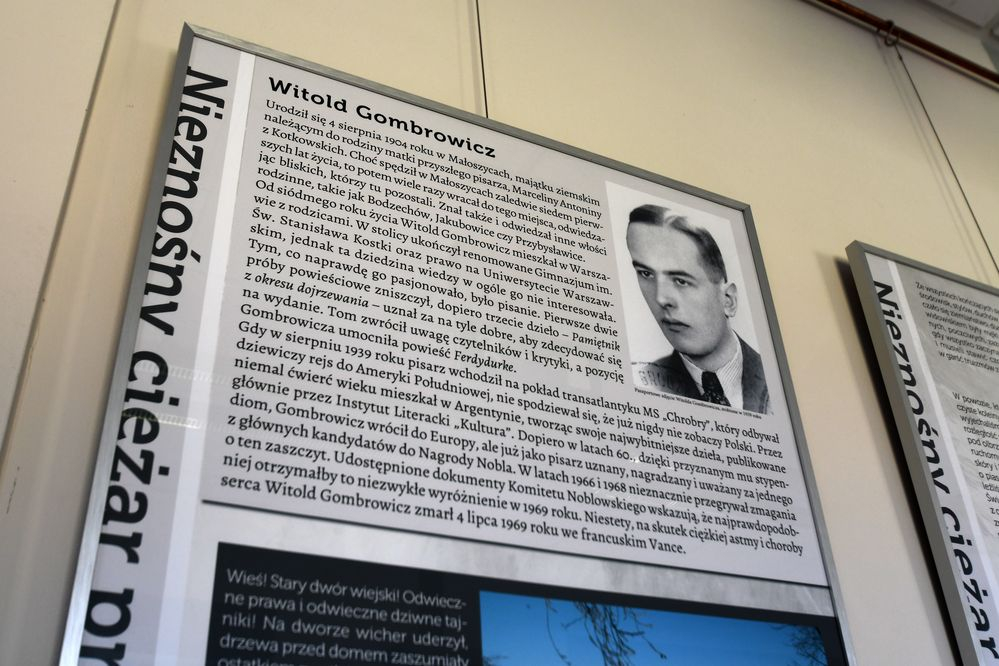 Nieznośny ciężar pr
Witold Gombrowicz
Urodził się 4 sierpnia 1904 roku w Małoszycach, majątku ziemskim
należącym do rodziny matki przyszłego pisarza, Marceliny Antoniny
z Kotkowskich. Choć spędził w Małoszycach zaledwie siedem pierw-
szych lat życia, to potem wiele razy wracał do tego miejsca, odwiedza-
jąc bliskich, którzy tu pozostali. Znał także i odwiedzał inne włości
rodzinne, takie jak Bodzechów, Jakubowice czy Przybysławice.
Od siódmego roku życia Witold Gombrowicz mieszkał w Warsza-
wie z rodzicami. W stolicy ukończył renomowane Gimnazjum im.
Św. Stanisława Kostki oraz prawo na Uniwersytecie Warszaw-
skim, jednak ta dziedzina wiedzy w ogóle go nie interesowała.
Tym, co naprawdę go pasjonowało, było pisanie. Pierwsze dwie
próby powieściowe zniszczył, dopiero trzecie dzieło – Pamiętnik
z okresu dojrzewania – uznał za na tyle dobre, aby zdecydować się
na wydanie. Tom zwrócił uwagę czytelników i krytyki, a pozycję
Gombrowicza umocniła powieść Ferdydurke.
Gdy w sierpniu 1939 roku pisarz wchodził na pokład transatlantyku MS „Chrobry”, który odbywał
dziewiczy rejs do Ameryki Południowej, nie spodziewał się, że już nigdy nie zobaczy Polski. Przez
niemal ćwierć wieku mieszkał w Argentynie, tworząc swoje najwybitniejsze dzieła, publikowane
głównie przez Instytut Literacki „Kultura”. Dopiero w latach 60., dzięki przyznanym mu stypen-
diom, Gombrowicz wrócił do Europy, ale już jako pisarz uznany, nagradzany i uważany za jednego
z głównych kandydatów do Nagrody Nobla. W latach 1966 i 1968 nieznacznie przegrywał zmagania
o ten zaszczyt. Udostępnione dokumenty Komitetu Noblowskiego wskazują, że najprawdopodob-
niej otrzymałby to niezwykłe wyróżnienie w 1969 roku. Niestety, na skutek ciężkiej astmy i choroby
serca Witold Gombrowicz zmarł 4 lipca 1969 roku we francuskim Vance.
Wieś! Stary dwór wiejski! Odwiecz-
ne prawa i odwieczne dziwne taj-
niki! Na dworze wicher uderzył,
drzewa przed domem zaszumiały
Nieznośny ciężar